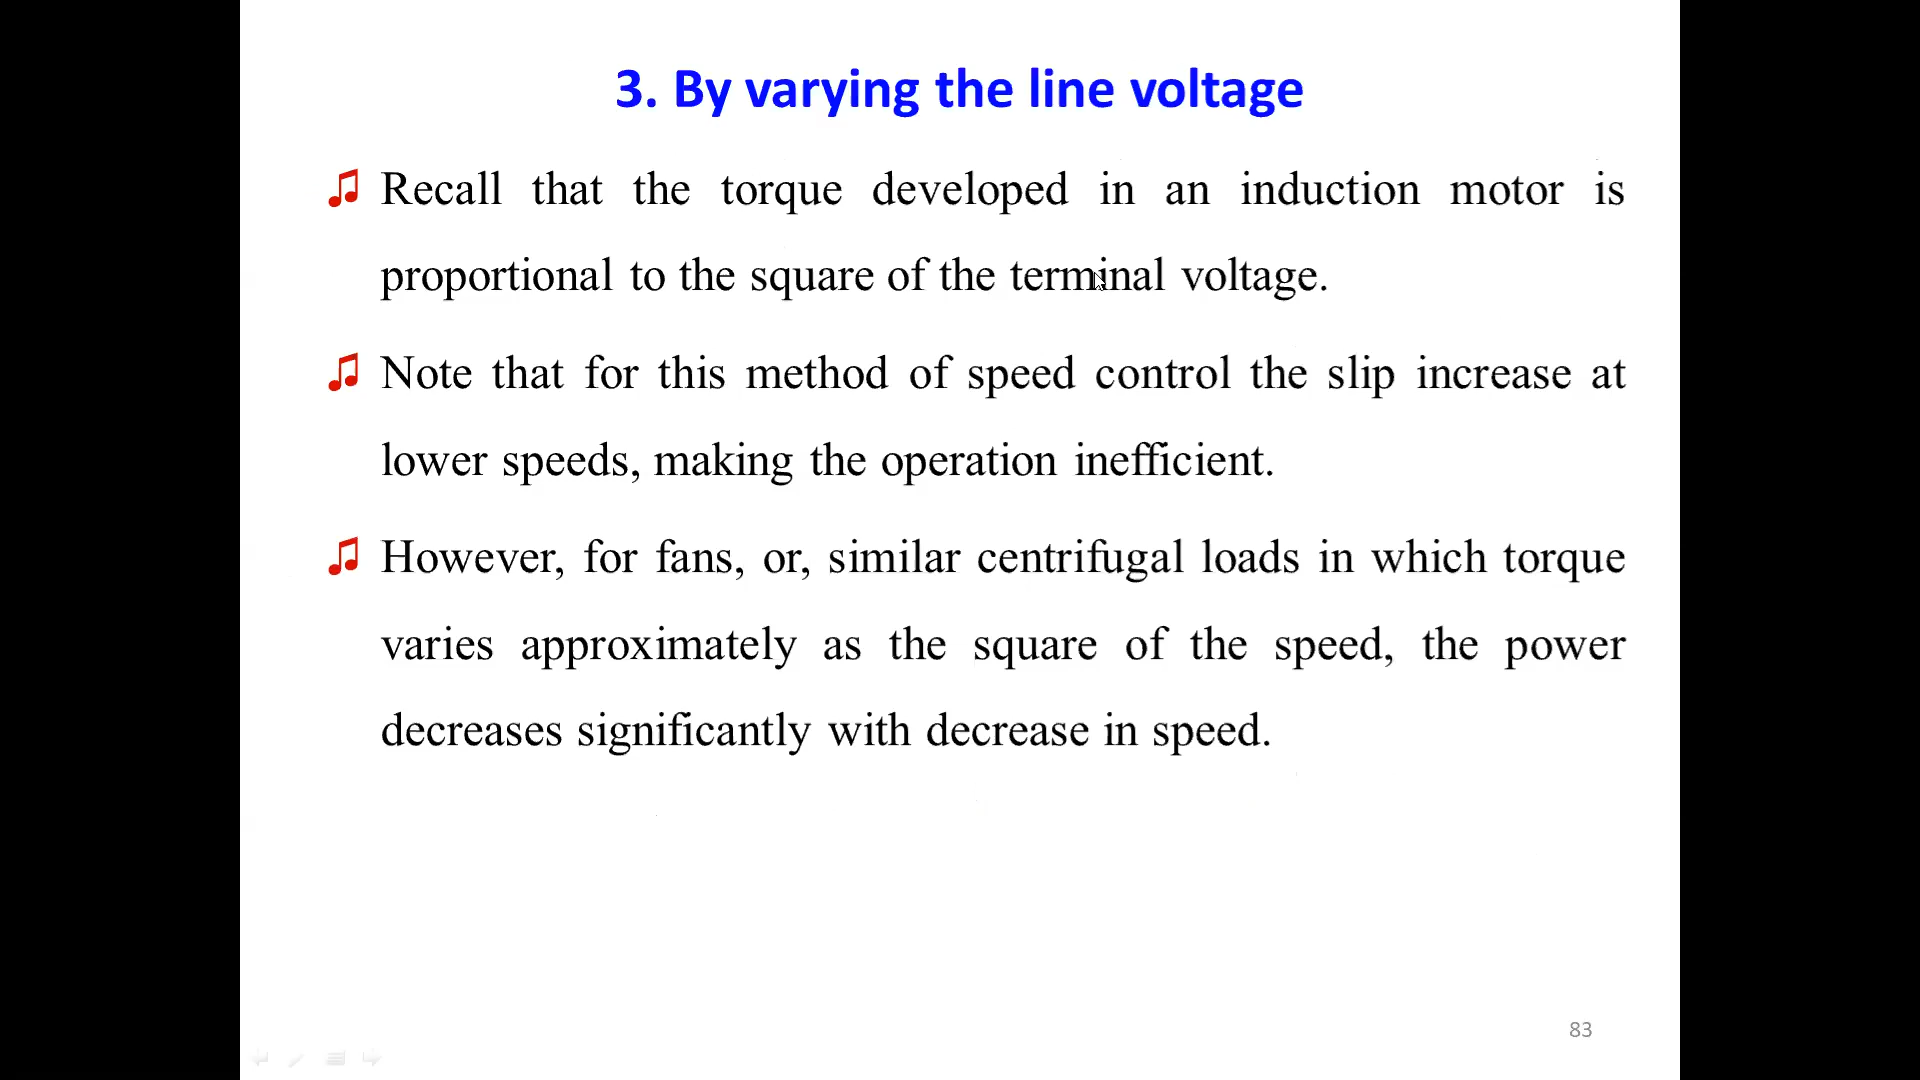 3. By varying the line voltage
Recall that the torque developed in an induction motor is
proportional to the square of the terminal voltage.
Note that for this method of speed control the slip increase at
lower speeds, making the operation inefficient.
However, for fans, or, similar centrifugal loads in which torque
varies approximately as the square of the speed, the power
decreases significantly with decrease in speed.
83